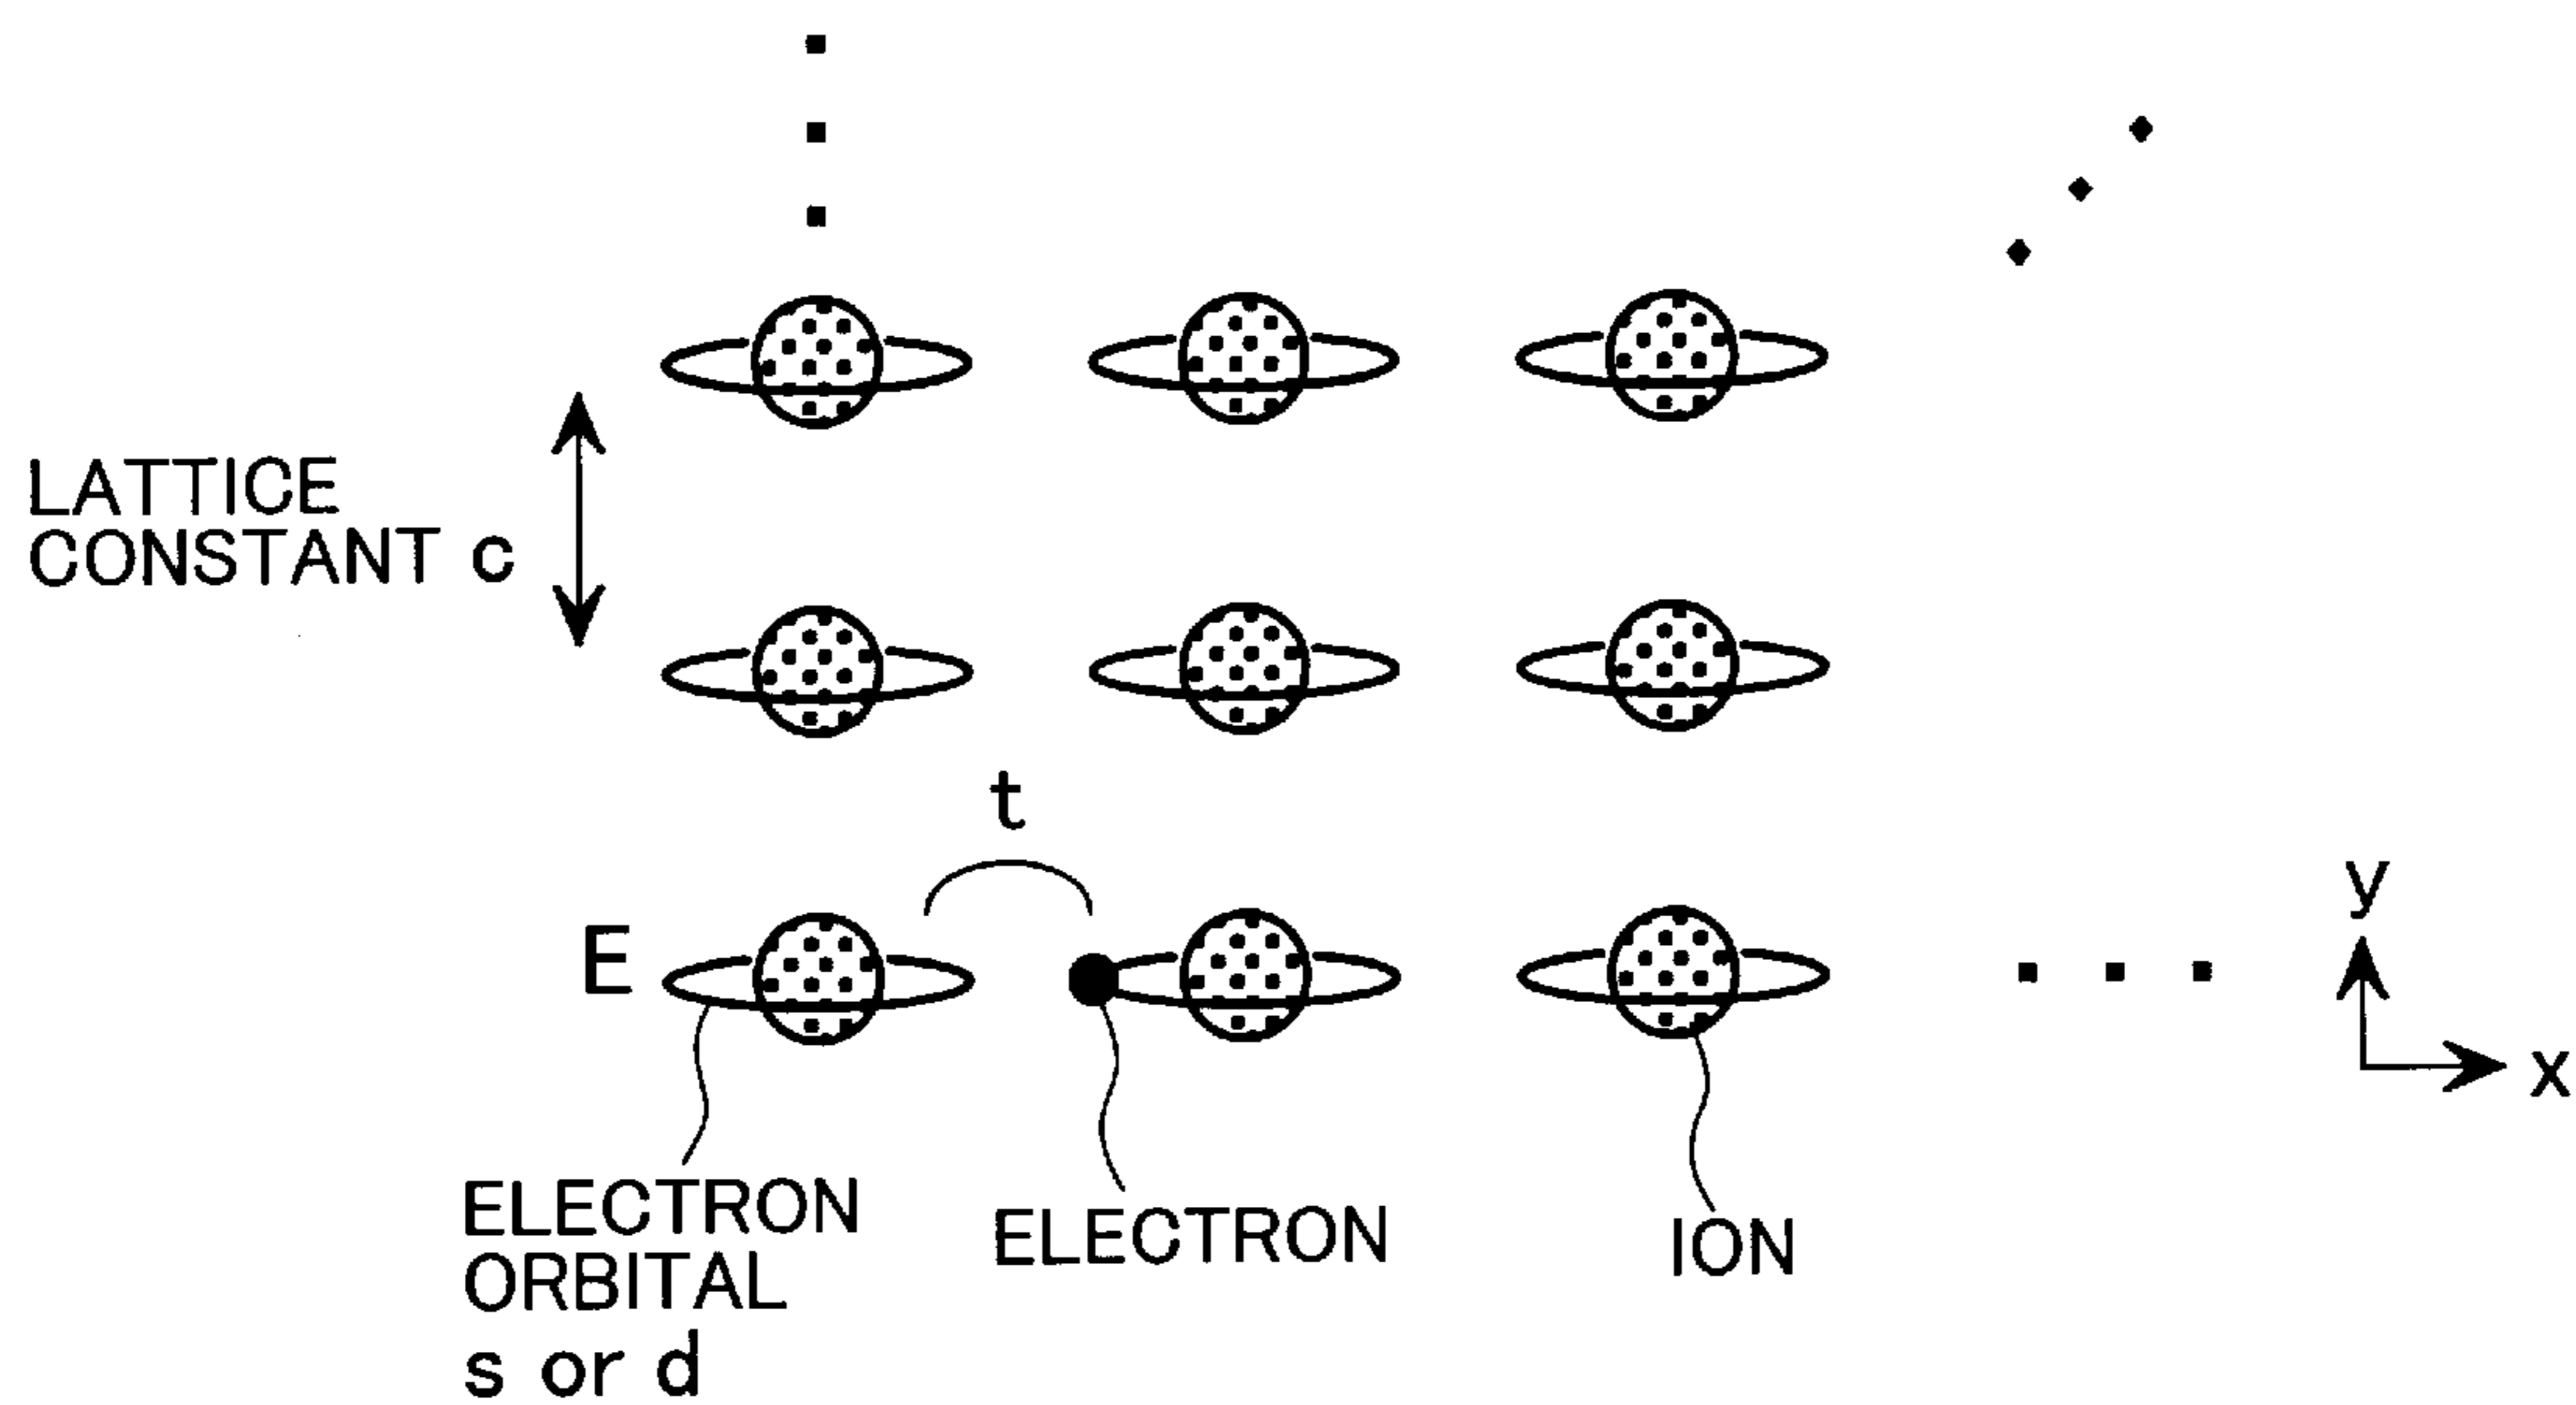 LATTICE
CONSTANT c
t
E
y
x
ELECTRON
ORBITAL
s or d
ELECTRON
ION